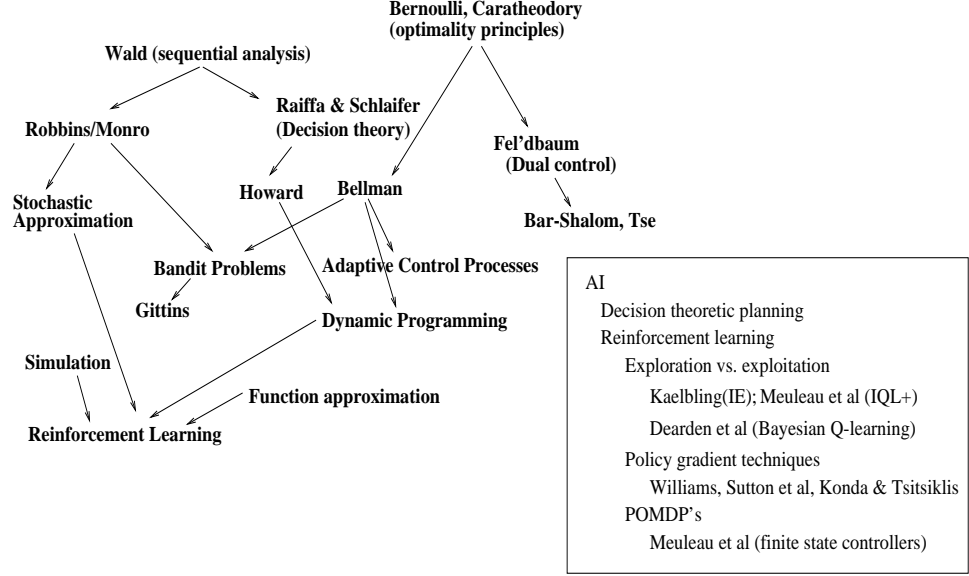 Bernoulli, Caratheodory
(optimality principles)
Wald (sequential analysis)
Raiffa & Schlaifer
(Decision theory)
Robbins/Monro
Fel'dbaum
(Dual control)
Howard
Bellman
Stochastic
Approximation
Bar-Shalom, Tse
Bandit Problems
Adaptive Control Processes
Gittins
Dynamic Programming
Simulation
Function approximation
Reinforcement Learning
AI
Decision theoretic planning
Reinforcement learning
Exploration vs. exploitation
Kaelbling(IE); Meuleau et al (IQL+)
Dearden et al (Bayesian Q-learning)
Policy gradient techniques
Williams, Sutton et al, Konda & Tsitsiklis
POMDP's
Meuleau et al (finite state controllers)